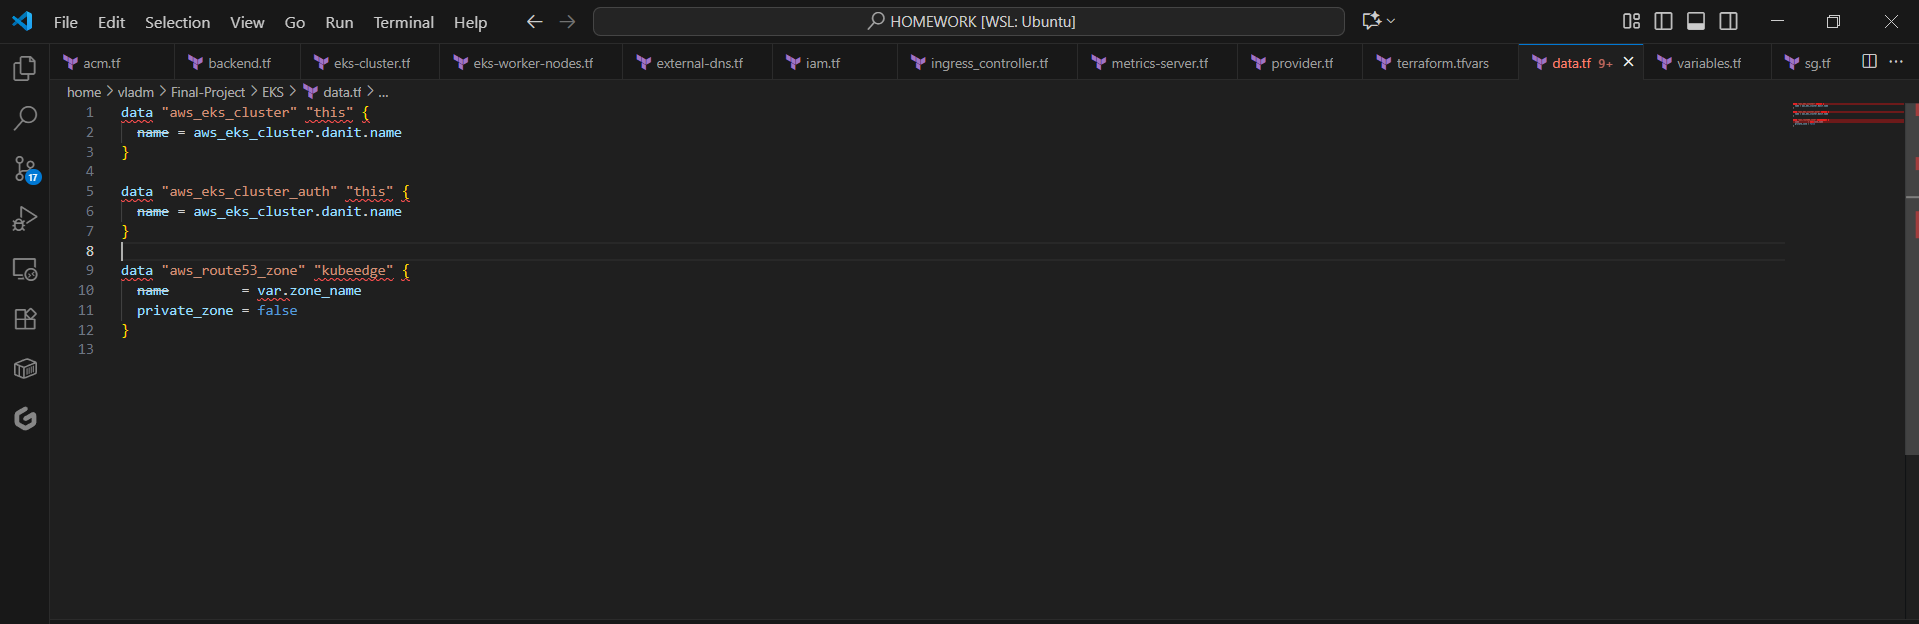 File Edit Selection View Go Run Terminal Help HOMEWORK [WSL: Ubuntu]
acm.tf backend.tf eks-cluster.tf eks-worker-nodes.tf external-dns.tf iam.tf ingress_controller.tf metrics-server.tf provider.tf terraform.tfvars data.tf 9+ variables.tf sg.tf
home > vladm > Final-Project > EKS > data.tf > ...
1 data "aws_eks_cluster" "this" {
2 name = aws_eks_cluster.danit.name
3 }
4
5 data "aws_eks_cluster_auth" "this" {
6 name = aws_eks_cluster.danit.name
7 }
8
9 data "aws_route53_zone" "kubeedge" {
10 name         = var.zone_name
11 private_zone = false
12 }
13
17